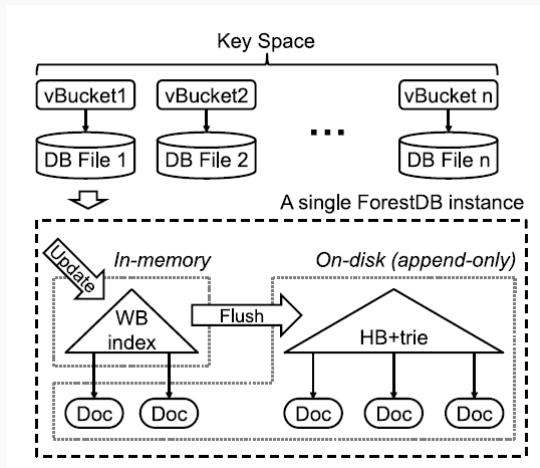 Key Space
vBucket1 vBucket2 ... vBucket n
DB File 1 DB File 2 DB File n
A single ForestDB instance
Update In-memory On-disk (append-only)
WB index Flush HB+trie
Doc Doc Doc Doc Doc